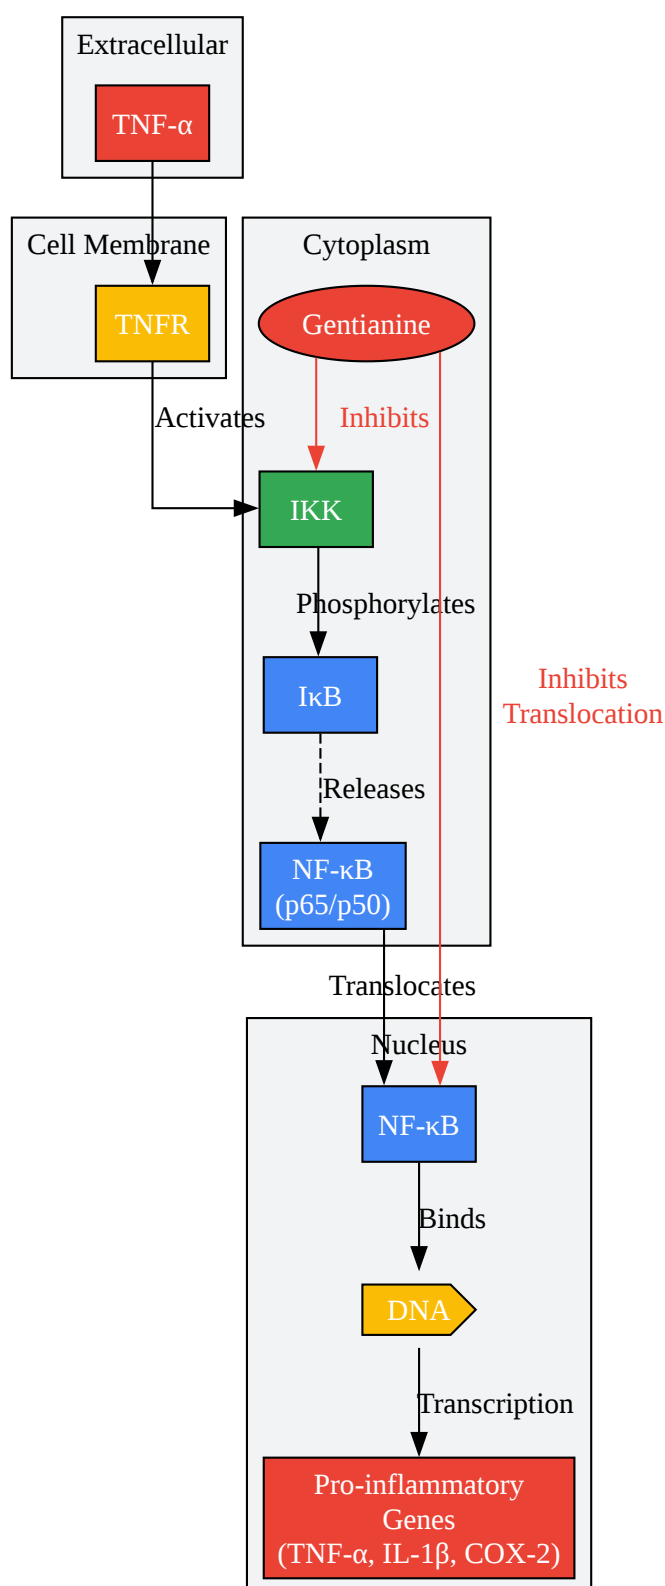 Extracellular
TNF-α
Cell Membrane
Cytoplasm
TNFR
Gentianine
Activates
Inhibits
IKK
Phosphorylates
Inhibits
Translocation
IκB
Releases
NF-κB
(p65/p50)
Translocates
Nucleus
NF-κB
Binds
DNA
Transcription
Pro-inflammatory
Genes
(TNF-α, IL-1β, COX-2)